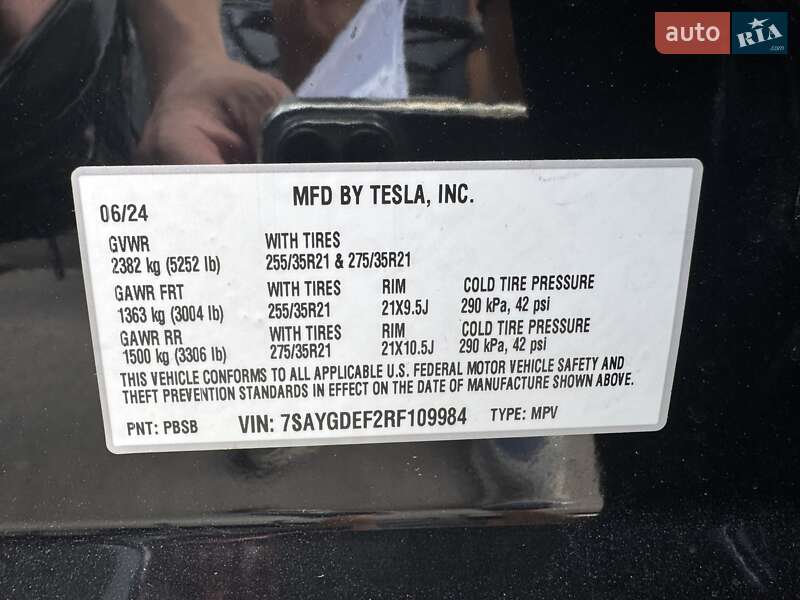 auto RIA .com
MFD BY TESLA, INC.
06/24
GVWR WITH TIRES
2382 kg (5252 lb) 255/35R21 & 275/35R21
GAWR FRT WITH TIRES RIM COLD TIRE PRESSURE
1363 kg (3004 lb) 255/35R21 21X9.5J 290 kPa, 42 psi
GAWR RR WITH TIRES RIM COLD TIRE PRESSURE
1500 kg (3306 lb) 275/35R21 21X10.5J 290 kPa, 42 psi
THIS VEHICLE CONFORMS TO ALL APPLICABLE U.S. FEDERAL MOTOR VEHICLE SAFETY AND
THEFT PREVENTION STANDARDS IN EFFECT ON THE DATE OF MANUFACTURE SHOWN ABOVE.
PNT: PBSB VIN: 7SAYGDEF2RF109984 TYPE: MPV